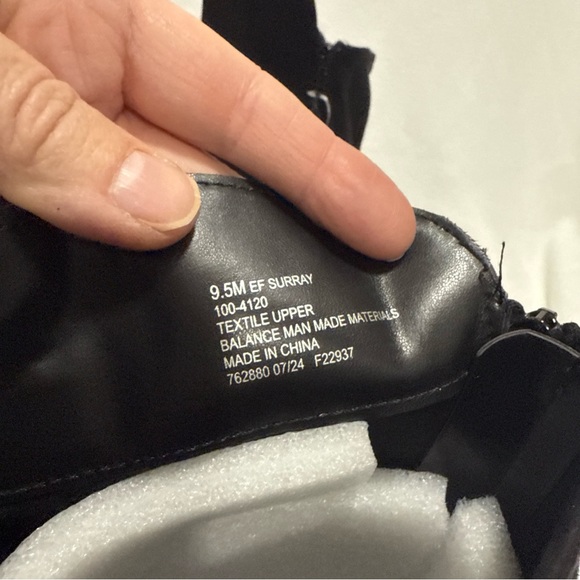 9.5M EF SURRAY
100-4120
TEXTILE UPPER
BALANCE MAN MADE MATERIALS
MADE IN CHINA
762880 07/24 F22937